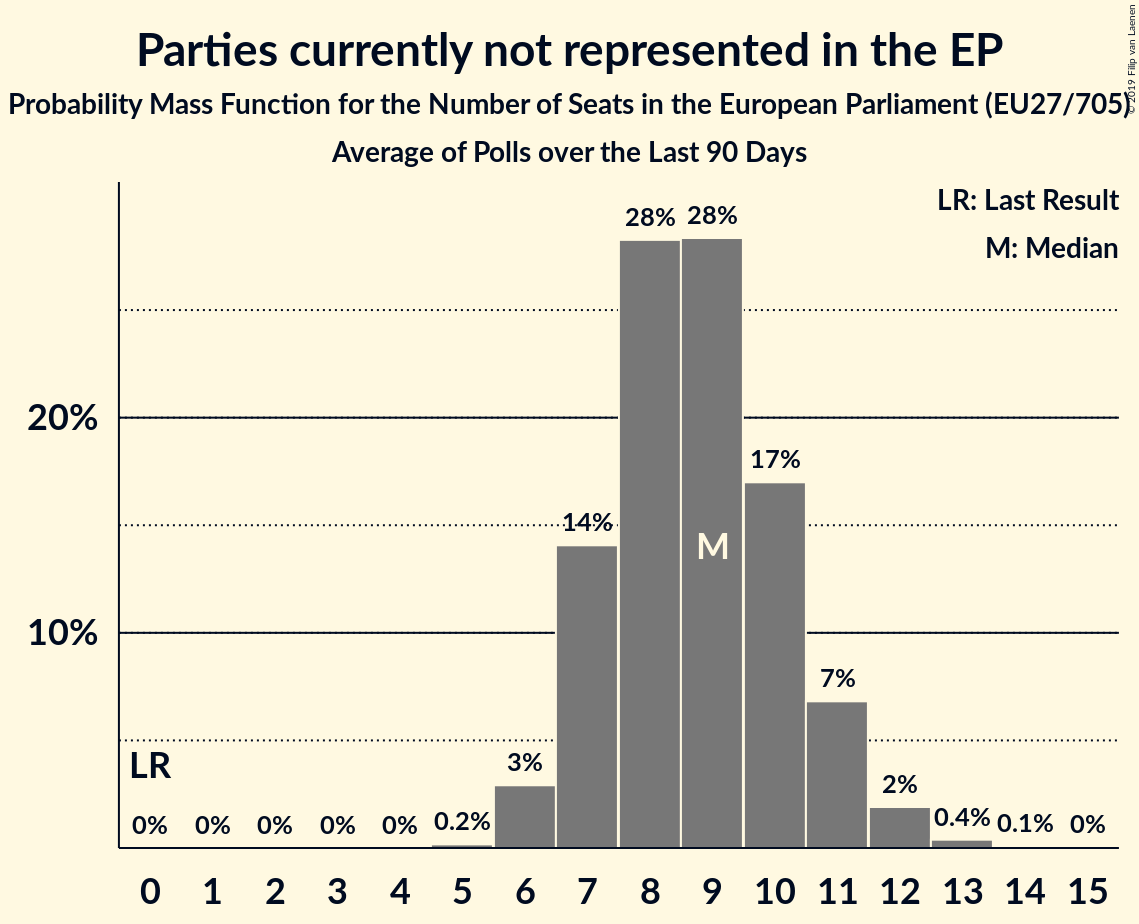 Parties currently not represented in the EP
Probability Mass Function for the Number of Seats in the European Parliament (EU27/705)
Average of Polls over the Last 90 Days
© 2019 Filip van Laenen
LR: Last Result
M: Median
28% 28%
20%
17%
14%
M
10%
7%
LR
3%
2%
0% 0% 0% 0% 0% 0.2% 0.4% 0.1% 0%
0 1 2 3 4 5 6 7 8 9 10 11 12 13 14 15